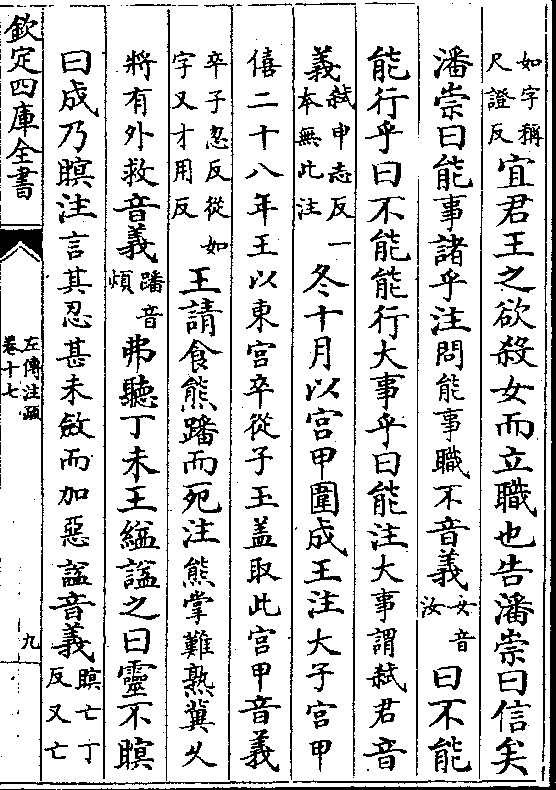 如字稱
尺證反
宜君王之欲殺女而立職也告潘崇曰信矣
潘崇曰能事諸乎注問能事職不音義
女音
汝
曰不能
能行乎曰不能能行大事乎曰能注大事謂弑君音
義
弑申志反一
本無此注
冬十月以宫甲圍成王注大子宫甲
僖二十八年王以東宫卒從子玉盖取此宫甲音義
卒子忽反從如
字又才用反
王請食熊蹯而死注熊掌難熟冀乆
將有外救音義
蹯音
煩
弗聽丁未王縊諡之曰靈不瞑
曰成乃瞑注言其忍甚未斂而加惡諡音義
瞑亡丁
反又亡
欽定四庫全書
左傳注疏
卷十七
九